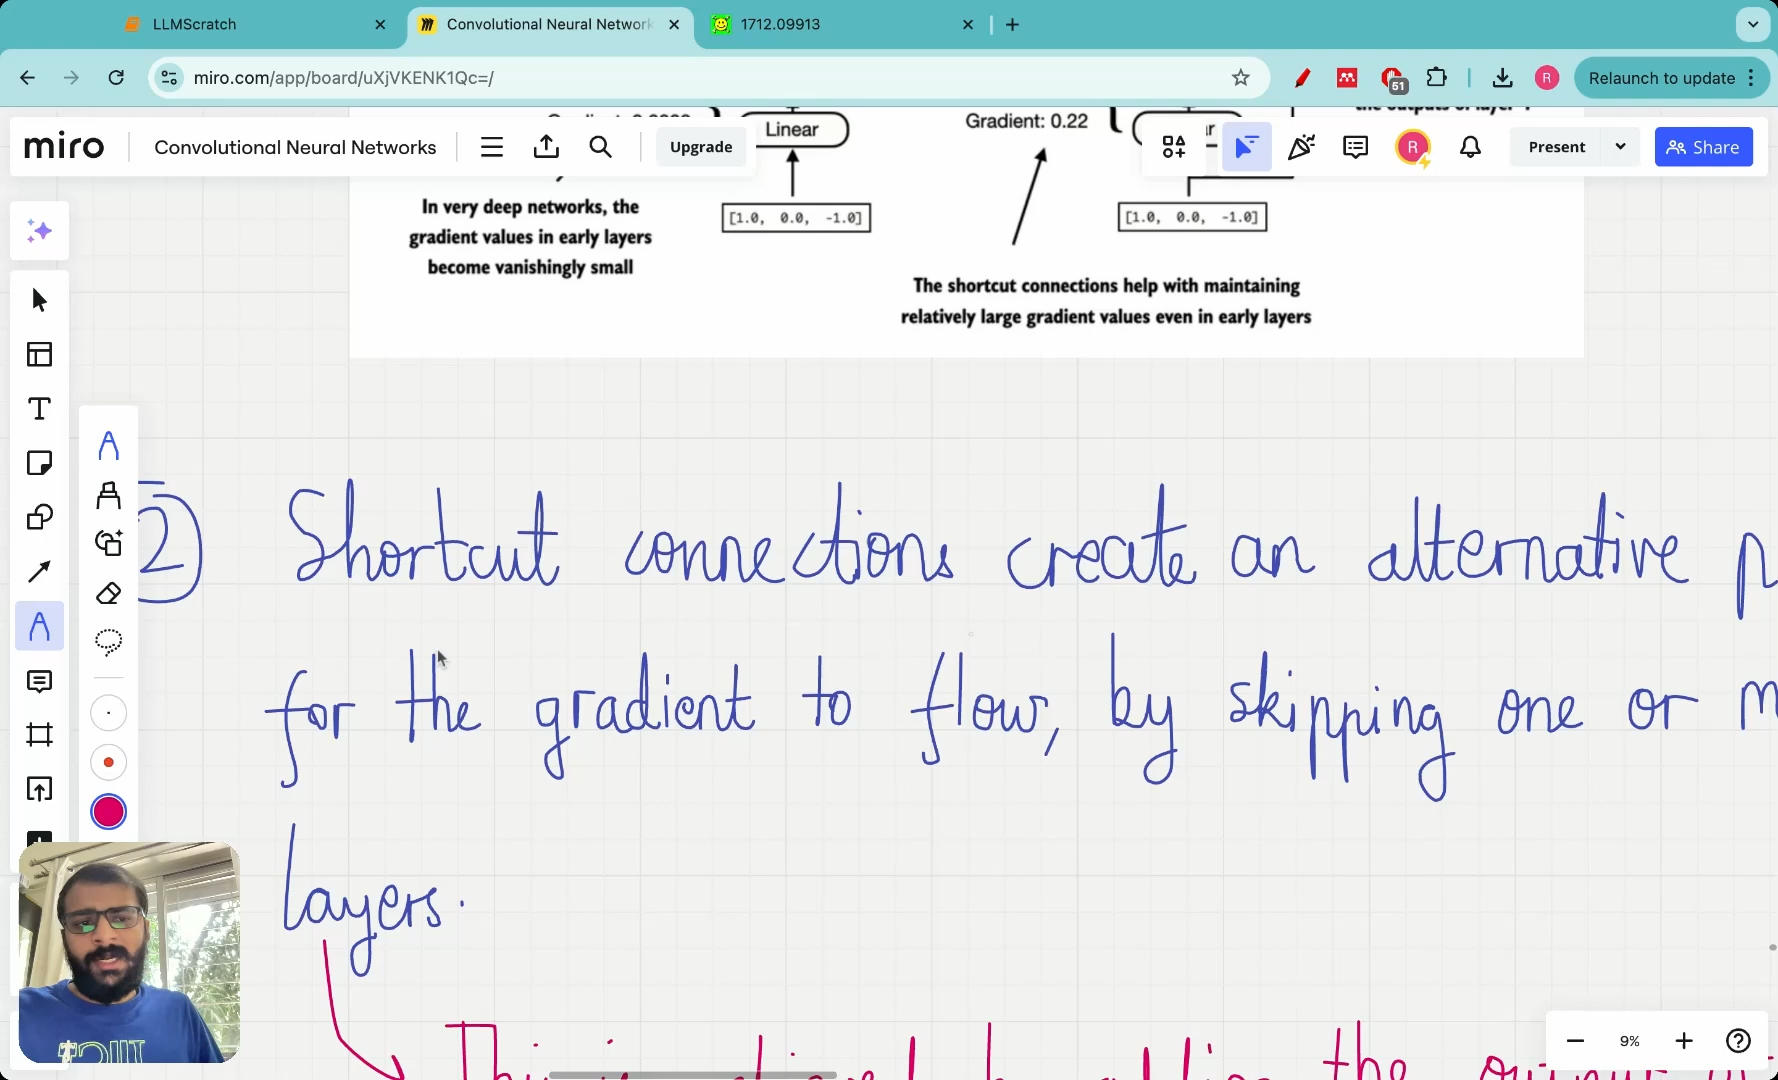 LLMScratch
Convolutional Neural Network
1712.09913
miro.com/app/board/uXjVKENK1Qc=/
51
R
Relaunch to update
miro
Convolutional Neural Networks
Upgrade
Linear
Gradient: 0.22
R
Present
Share
[1.0, 0.0, -1.0]
[1.0, 0.0, -1.0]
In very deep networks, the
gradient values in early layers
become vanishingly small
The shortcut connections help with maintaining
relatively large gradient values even in early layers
2) Shortcut connections create an alternative p
for the gradient to flow, by skipping one or m
layers.
the
9%